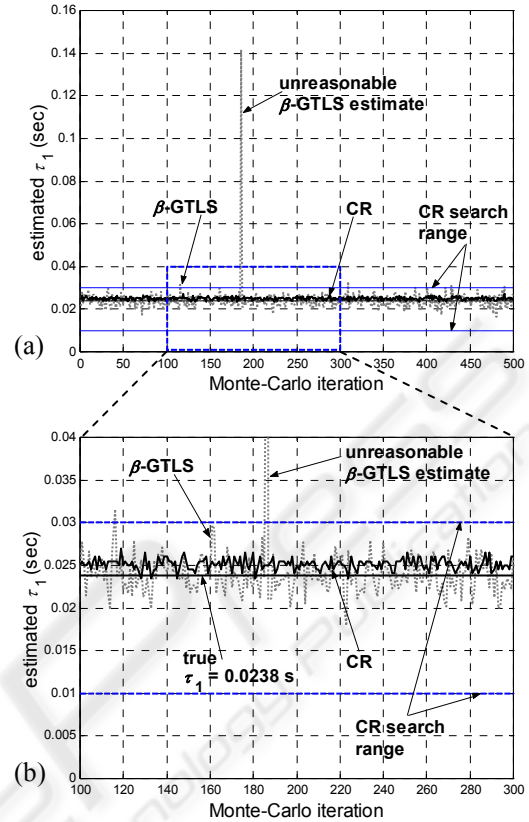 0.16
0.14
0.12
0.1
0.08
0.06
0.04
0.02
0
estimated τ1 (sec)
unreasonable
β-GTLS estimate
β-GTLS
CR
CR search
range
(a)
0 50 100 150 200 250 300 350 400 450 500
Monte-Carlo iteration
0.04
0.035
0.03
0.025
0.02
0.015
0.01
0.005
0
estimated τ1 (sec)
β-GTLS
unreasonable
β-GTLS estimate
true
τ1 = 0.0238 s
CR
CR search
range
(b)
100 120 140 160 180 200 220 240 260 280 300
Monte-Carlo iteration